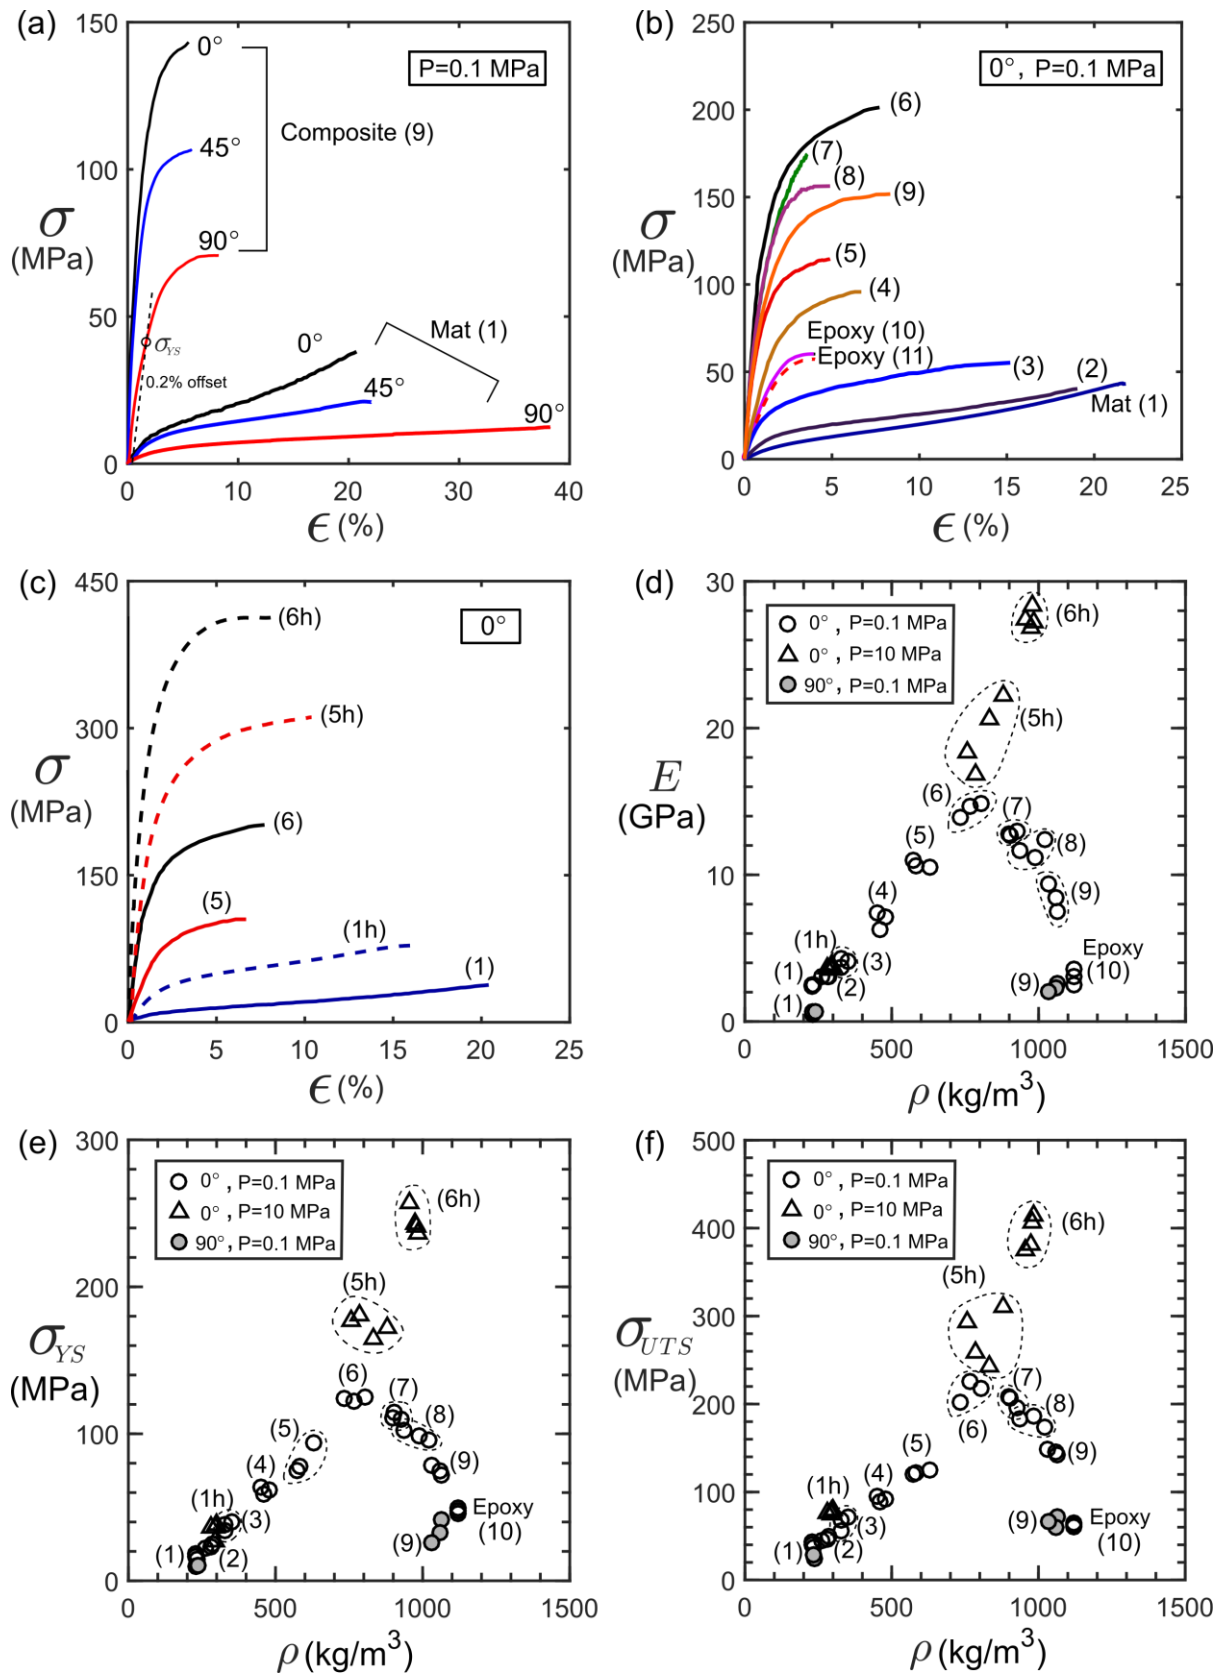 (a)
150
100
50
0
σ
(MPa)
0°
45°
90°
Composite (9)
P=0.1 MPa
σYS
0.2% offset
0°
45°
90°
Mat (1)
0 10 20 30 40
ϵ (%)
(b)
250
200
150
100
50
0
σ
(MPa)
0°, P=0.1 MPa
(6)
(7)
(8)
(9)
(5)
(4)
Epoxy (10)
Epoxy (11)
(3)
(2)
Mat (1)
0 5 10 15 20 25
ϵ (%)
(c)
450
300
150
0
σ
(MPa)
0°
(6h)
(5h)
(6)
(5)
(1h)
(1)
0 5 10 15 20 25
ϵ (%)
(d)
30
20
10
0
E
(GPa)
0° , P=0.1 MPa
0° , P=10 MPa
90°, P=0.1 MPa
(6h)
(5h)
(6)
(7)
(5)
(8)
(4)
(9)
(1h)
(3)
(1)
(2)
Epoxy
(10)
(9)
(1)
0 500 1000 1500
ρ (kg/m³)
(e)
300
200
100
0
σYS
(MPa)
0° , P=0.1 MPa
0° , P=10 MPa
90°, P=0.1 MPa
(6h)
(5h)
(6)
(7)
(5)
(8)
(4)
(9)
(1h)
(3)
Epoxy
(10)
(1)
(2)
(9)
0 500 1000 1500
ρ (kg/m³)
(f)
500
400
300
200
100
0
σUTS
(MPa)
0° , P=0.1 MPa
0° , P=10 MPa
90°, P=0.1 MPa
(6h)
(5h)
(7)
(6)
(8)
(5)
(9)
(4)
(1h)
(3)
(9)
Epoxy
(10)
(1)
(2)
0 500 1000 1500
ρ (kg/m³)